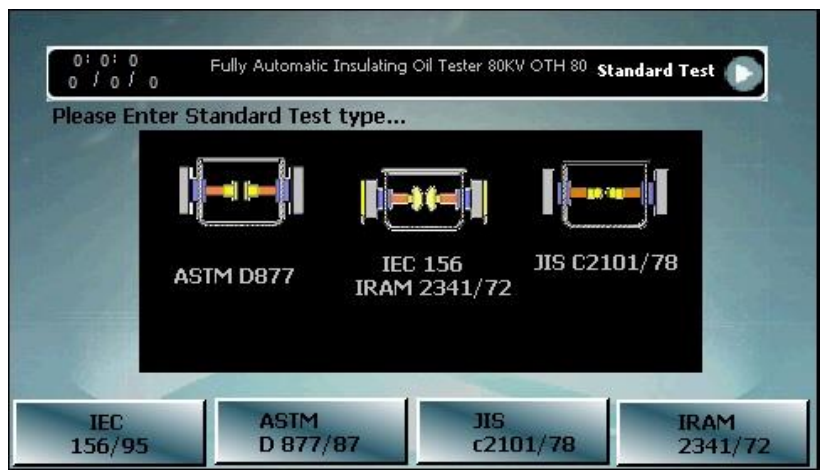 0: 0: 0
0 / 0 / 0
Fully Automatic Insulating Oil Tester 80KV OTH 80
Standard Test
Please Enter Standard Test type...
ASTM D877
IEC 156
IRAM 2341/72
JIS C2101/78
IEC
156/95
ASTM
D 877/87
JIS
c2101/78
IRAM
2341/72